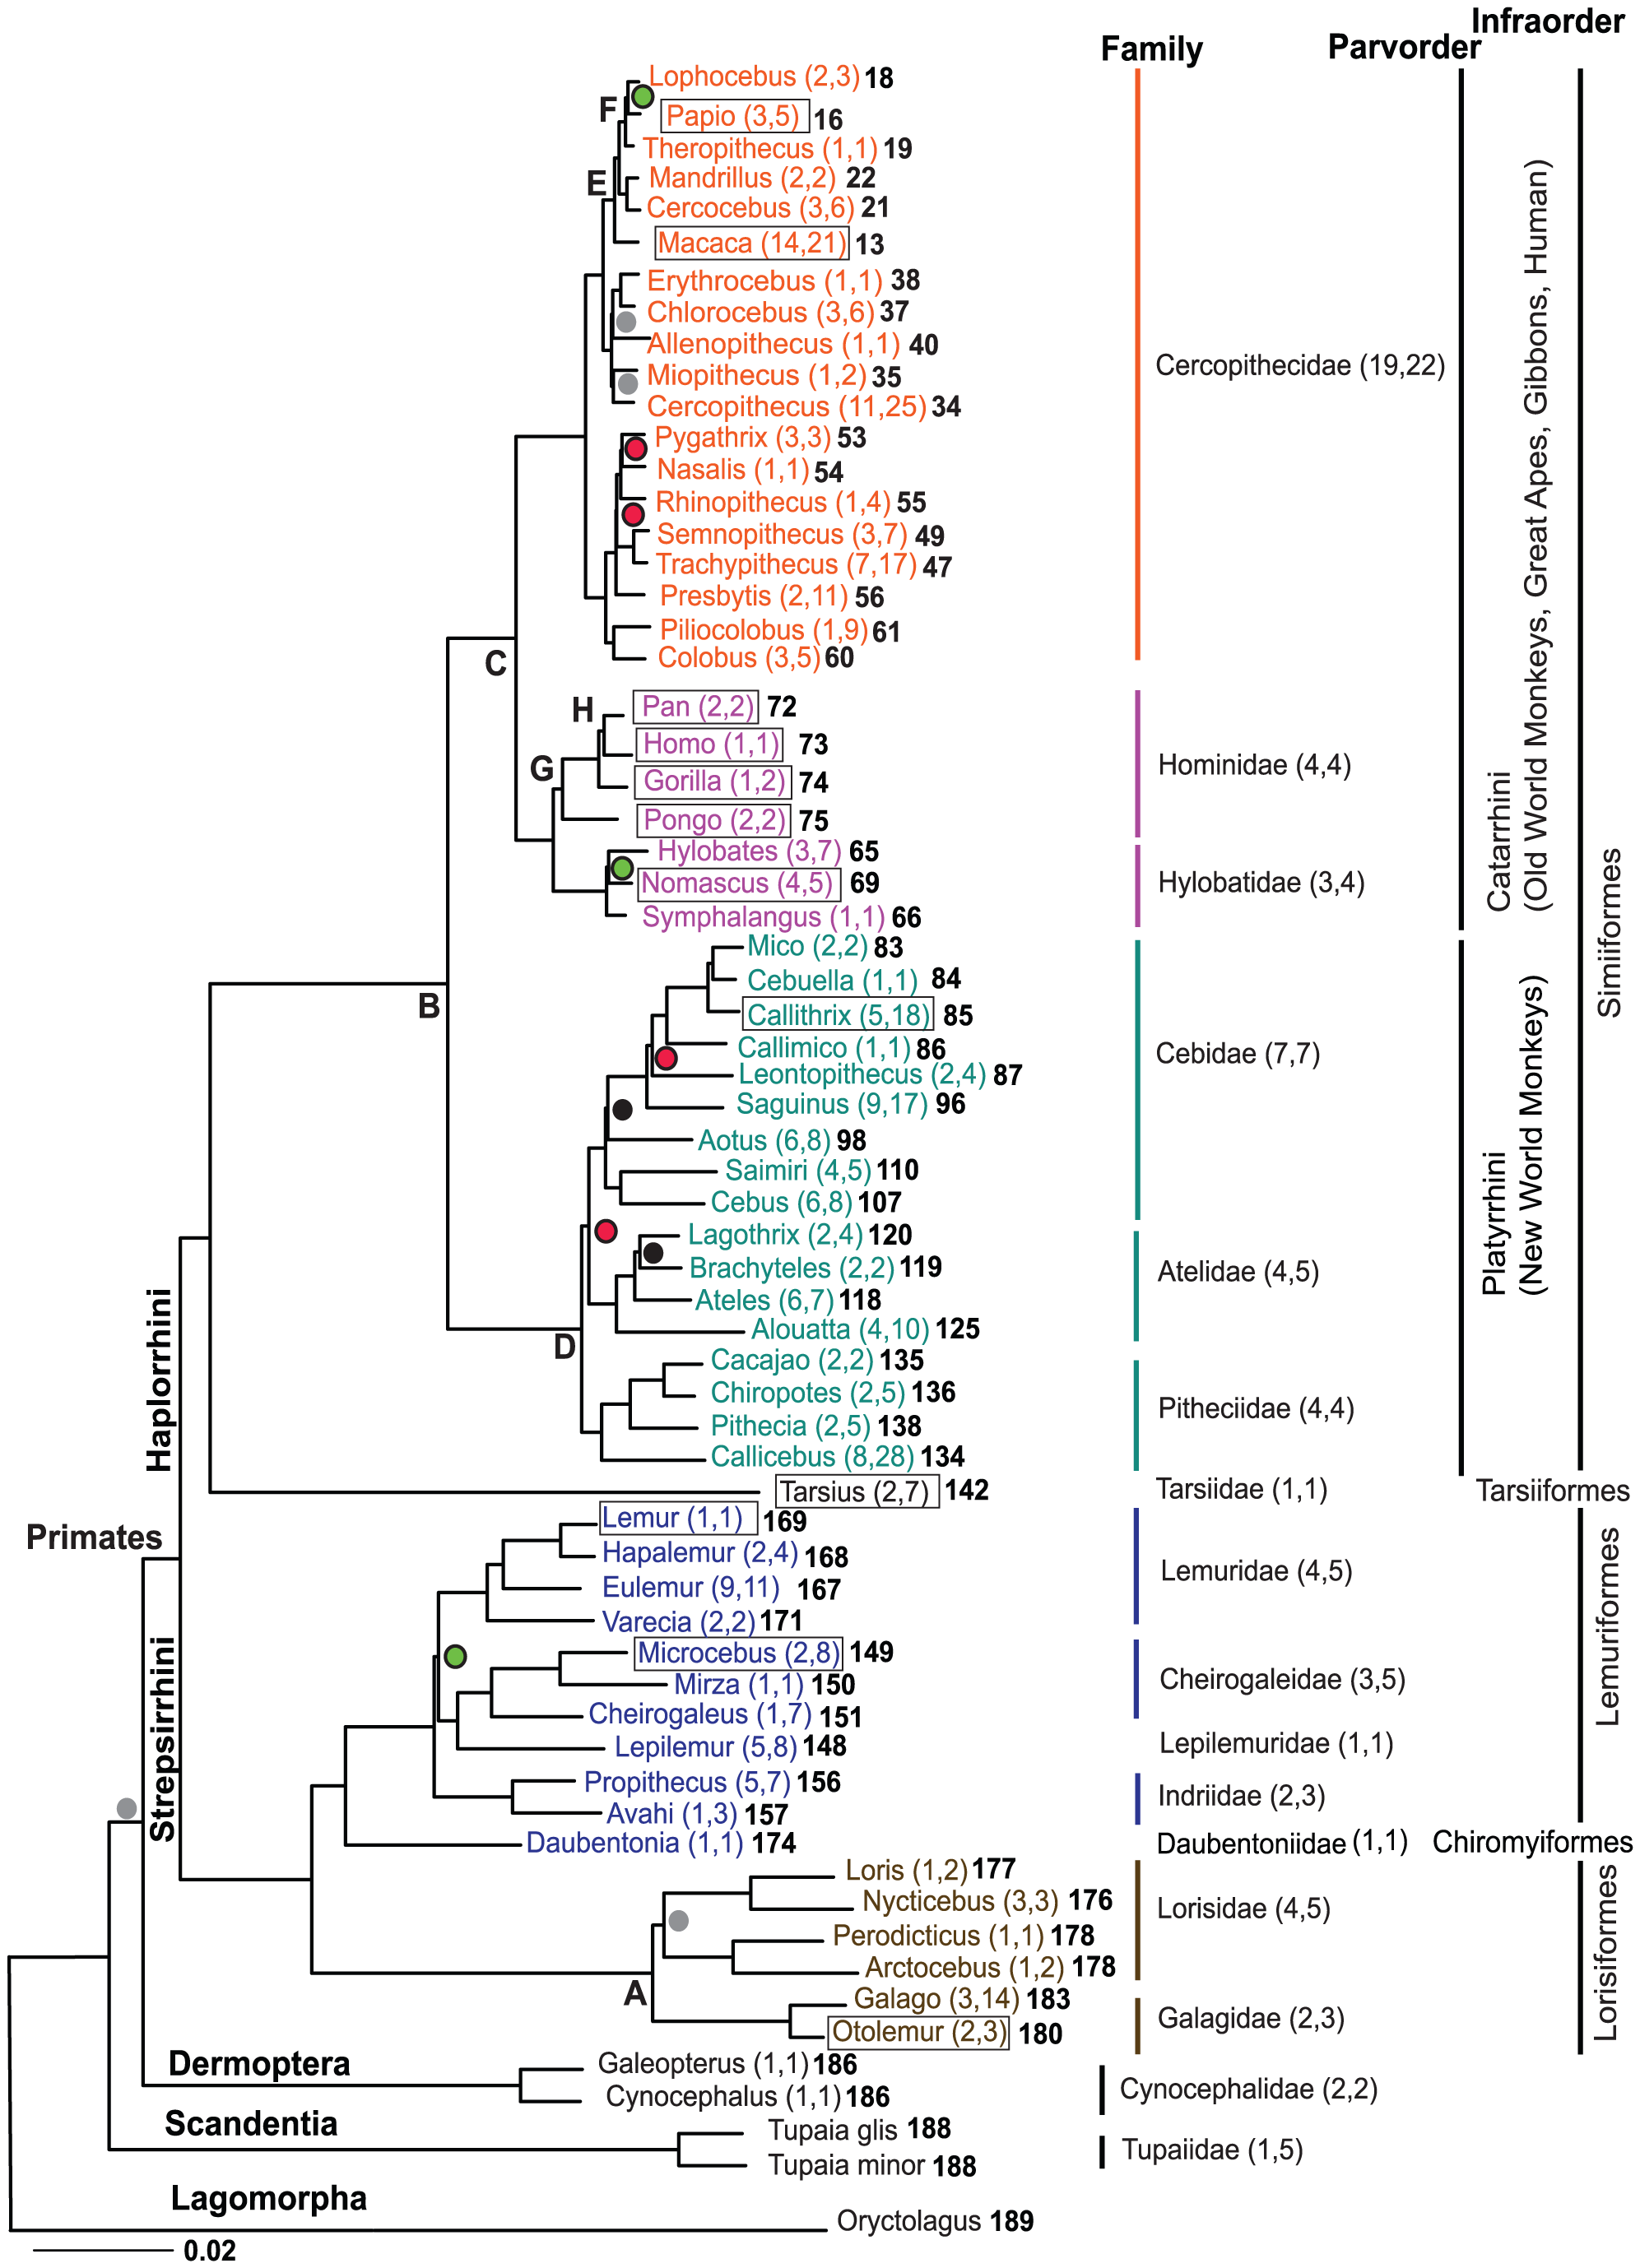 Infraorder
Family
Parvorder
Lophocebus (2,3) 18
F
Papio (3,5) 16
Theropithecus (1,1) 19
E
Mandrillus (2,2) 22
Cercocebus (3,6) 21
Macaca (14,21) 13
Erythrocebus (1,1) 38
Chlorocebus (3,6) 37
Allenopithecus (1,1) 40
Cercopithecidae (19,22)
Miopithecus (1,2) 35
Cercopithecus (11,25) 34
Pygathrix (3,3) 53
Nasalis (1,1) 54
Rhinopithecus (1,4) 55
Semnopithecus (3,7) 49
Trachypithecus (7,17) 47
Presbytis (2,11) 56
Piliocolobus (1,9) 61
C
Colobus (3,5) 60
Catarrhini
(Old World Monkeys, Great Apes, Gibbons, Human)
H
Pan (2,2) 72
Homo (1,1) 73
G
Hominidae (4,4)
Gorilla (1,2) 74
Pongo (2,2) 75
Hylobates (3,7) 65
Nomascus (4,5) 69
Hylobatidae (3,4)
Symphalangus (1,1) 66
Simiiformes
Mico (2,2) 83
Cebuella (1,1) 84
B
Callithrix (5,18) 85
Callimico (1,1) 86
Cebidae (7,7)
Leontopithecus (2,4) 87
Saguinus (9,17) 96
Aotus (6,8) 98
Platyrrhini
(New World Monkeys)
Saimiri (4,5) 110
Cebus (6,8) 107
Lagothrix (2,4) 120
Brachyteles (2,2) 119
Atelidae (4,5)
Ateles (6,7) 118
Alouatta (4,10) 125
D
Cacajao (2,2) 135
Haplorrhini
Chiropotes (2,5) 136
Pitheciidae (4,4)
Pithecia (2,5) 138
Callicebus (8,28) 134
Tarsius (2,7) 142
Tarsiidae (1,1)
Tarsiiformes
Lemur (1,1) 169
Primates
Hapalemur (2,4) 168
Lemuridae (4,5)
Eulemur (9,11) 167
Varecia (2,2) 171
Lemuriformes
Microcebus (2,8) 149
Mirza (1,1) 150
Cheirogaleidae (3,5)
Cheirogaleus (1,7) 151
Strepsirrhini
Lepilemur (5,8) 148
Lepilemuridae (1,1)
Propithecus (5,7) 156
Indriidae (2,3)
Avahi (1,3) 157
Daubentonia (1,1) 174
Daubentoniidae (1,1)
Chiromyiformes
Loris (1,2) 177
Nycticebus (3,3) 176
Lorisidae (4,5)
Perodicticus (1,1) 178
Arctocebus (1,2) 178
Lorisiformes
A
Galago (3,14) 183
Galagidae (2,3)
Otolemur (2,3) 180
Dermoptera
Galeopterus (1,1) 186
Cynocephalidae (2,2)
Cynocephalus (1,1) 186
Scandentia
Tupaia glis 188
Tupaiidae (1,5)
Tupaia minor 188
Lagomorpha
Oryctolagus 189
0.02